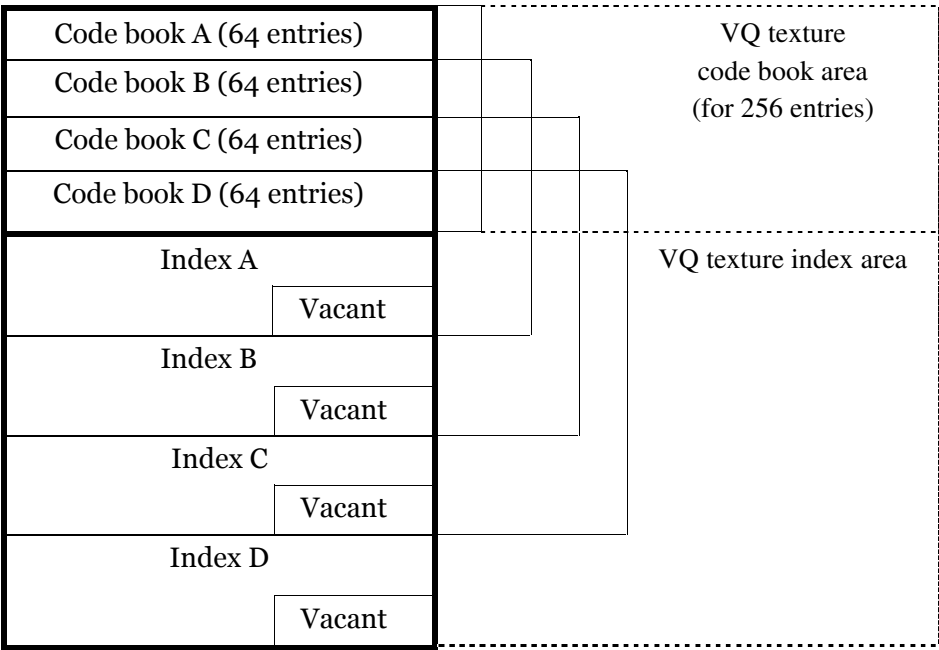 Code book A (64 entries)
Code book B (64 entries)
Code book C (64 entries)
Code book D (64 entries)
VQ texture
code book area
(for 256 entries)
Index A
Vacant
Index B
Vacant
Index C
Vacant
Index D
Vacant
VQ texture index area